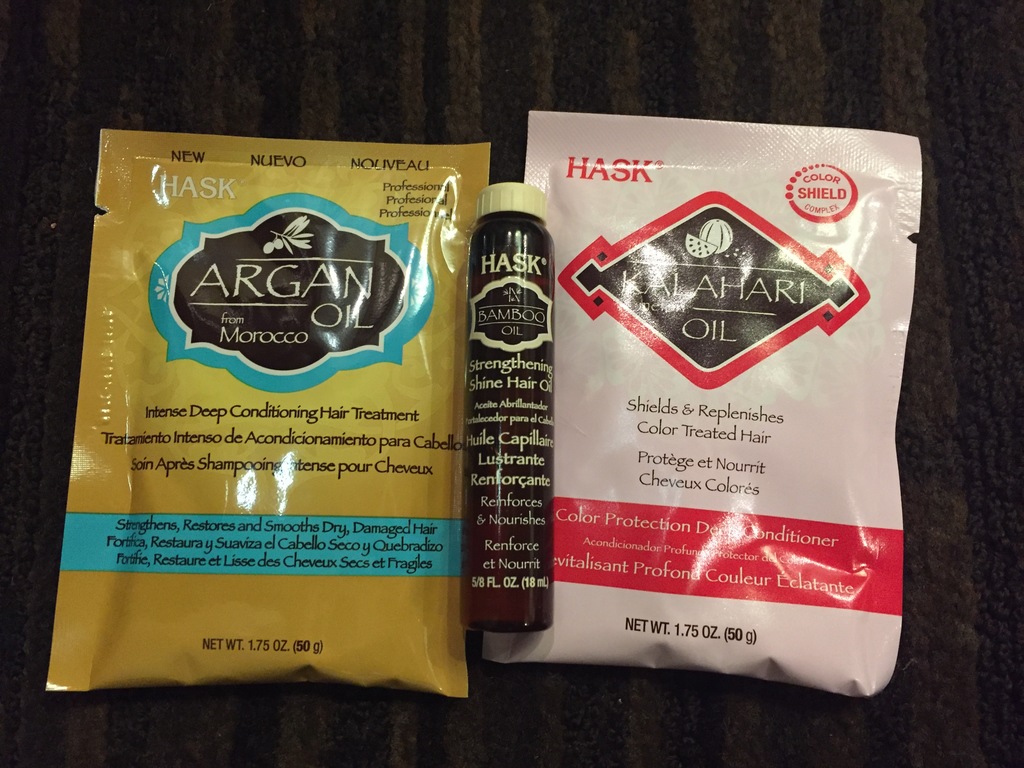 NEW NUEVO NOUVEAU
HASK
Professional
Profesional
ARGAN
OIL
from
Morocco
Intense Deep Conditioning Hair Treatment
Tratamiento Intenso de Acondicionamiento para Cabello
Soin Après Shampooing Intense pour Cheveux
Strengthens, Restores and Smooths Dry, Damaged Hair
Fortifica, Restaura y Suaviza el Cabello Seco y Quebradizo
Fortifie, Restaure et Lisse des Cheveux Secs et Fragiles
NET WT. 1.75 OZ. (50 g)
HASK®
BAMBOO
OIL
Strengthening
Shine Hair Oil
Aceite Abrillantador
para el
Huile Capillaire
Lustrante
Renforçante
Reinforces
& Nourishes
Renforce
et Nourrit
5/8 FL. OZ. (18 mL)
HASK®
COLOR
SHIELD
COMPLEX
KALAHARI
OIL
Shields & Replenishes
Color Treated Hair
Protège et Nourrit
Cheveux Colorés
Color Protection Deep Conditioner
Acondicionador Profundo Protector
Profond Couleur Éclatante
NET WT. 1.75 OZ. (50 g)